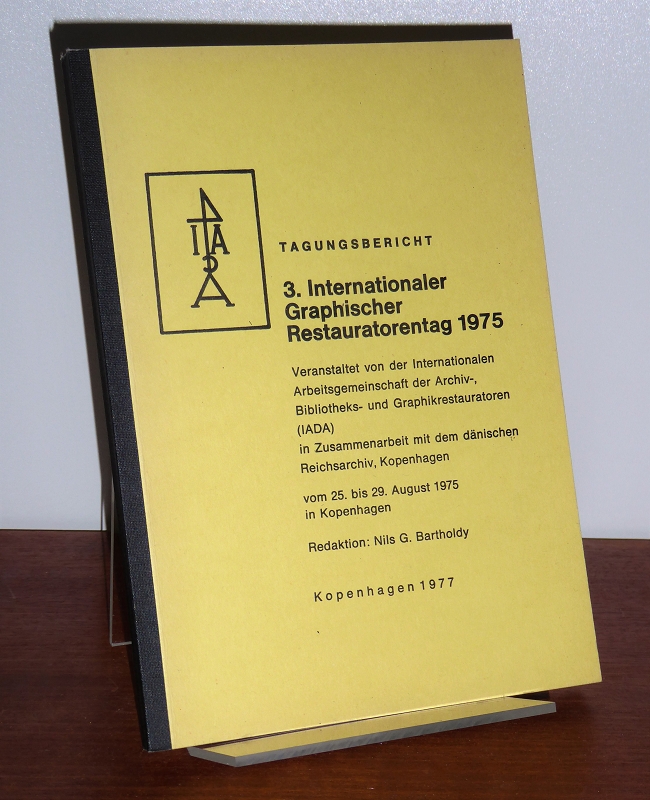 IADA
TAGUNGSBERICHT
3. Internationaler
Graphischer
Restauratorentag 1975
Veranstaltet von der Internationalen
Arbeitsgemeinschaft der Archiv-,
Bibliotheks- und Graphikrestauratoren
(IADA)
in Zusammenarbeit mit dem dänischen
Reichsarchiv, Kopenhagen
vom 25. bis 29. August 1975
in Kopenhagen
Redaktion: Nils G. Bartholdy
Kopenhagen 1977